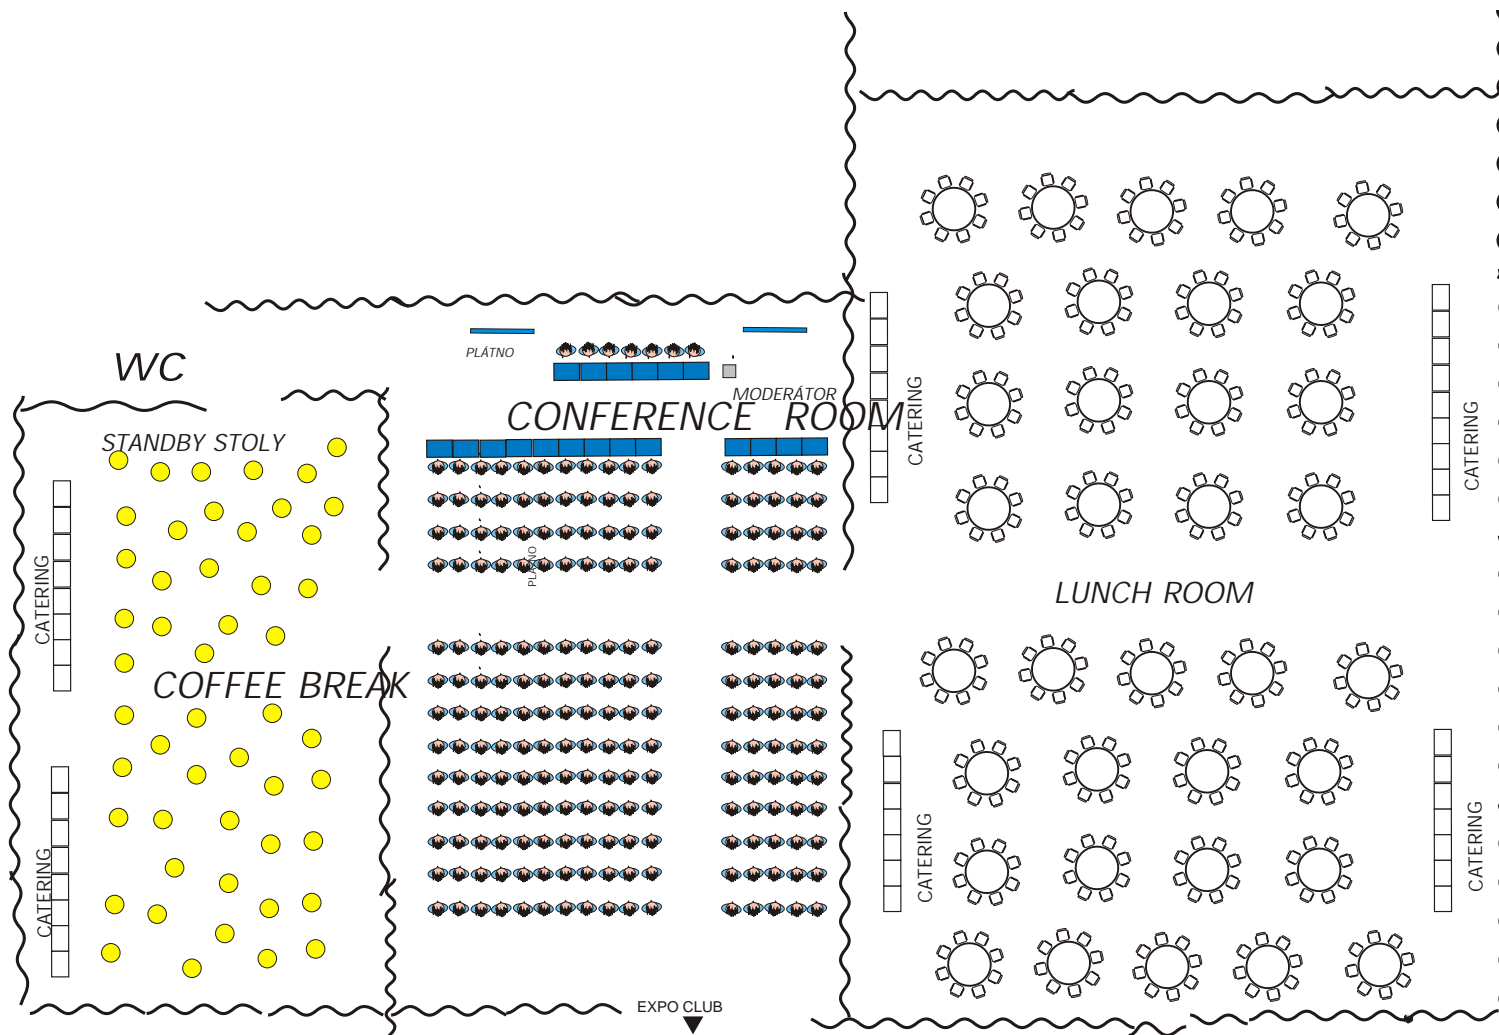 PLÁTNO
WC
MODERÁTOR
CONFERENCE ROOM
STANDBY STOLY
CATERING
CATERING
PLÁTNO
CATERING
LUNCH ROOM
COFFEE BREAK
CATERING
CATERING
CATERING
EXPO CLUB